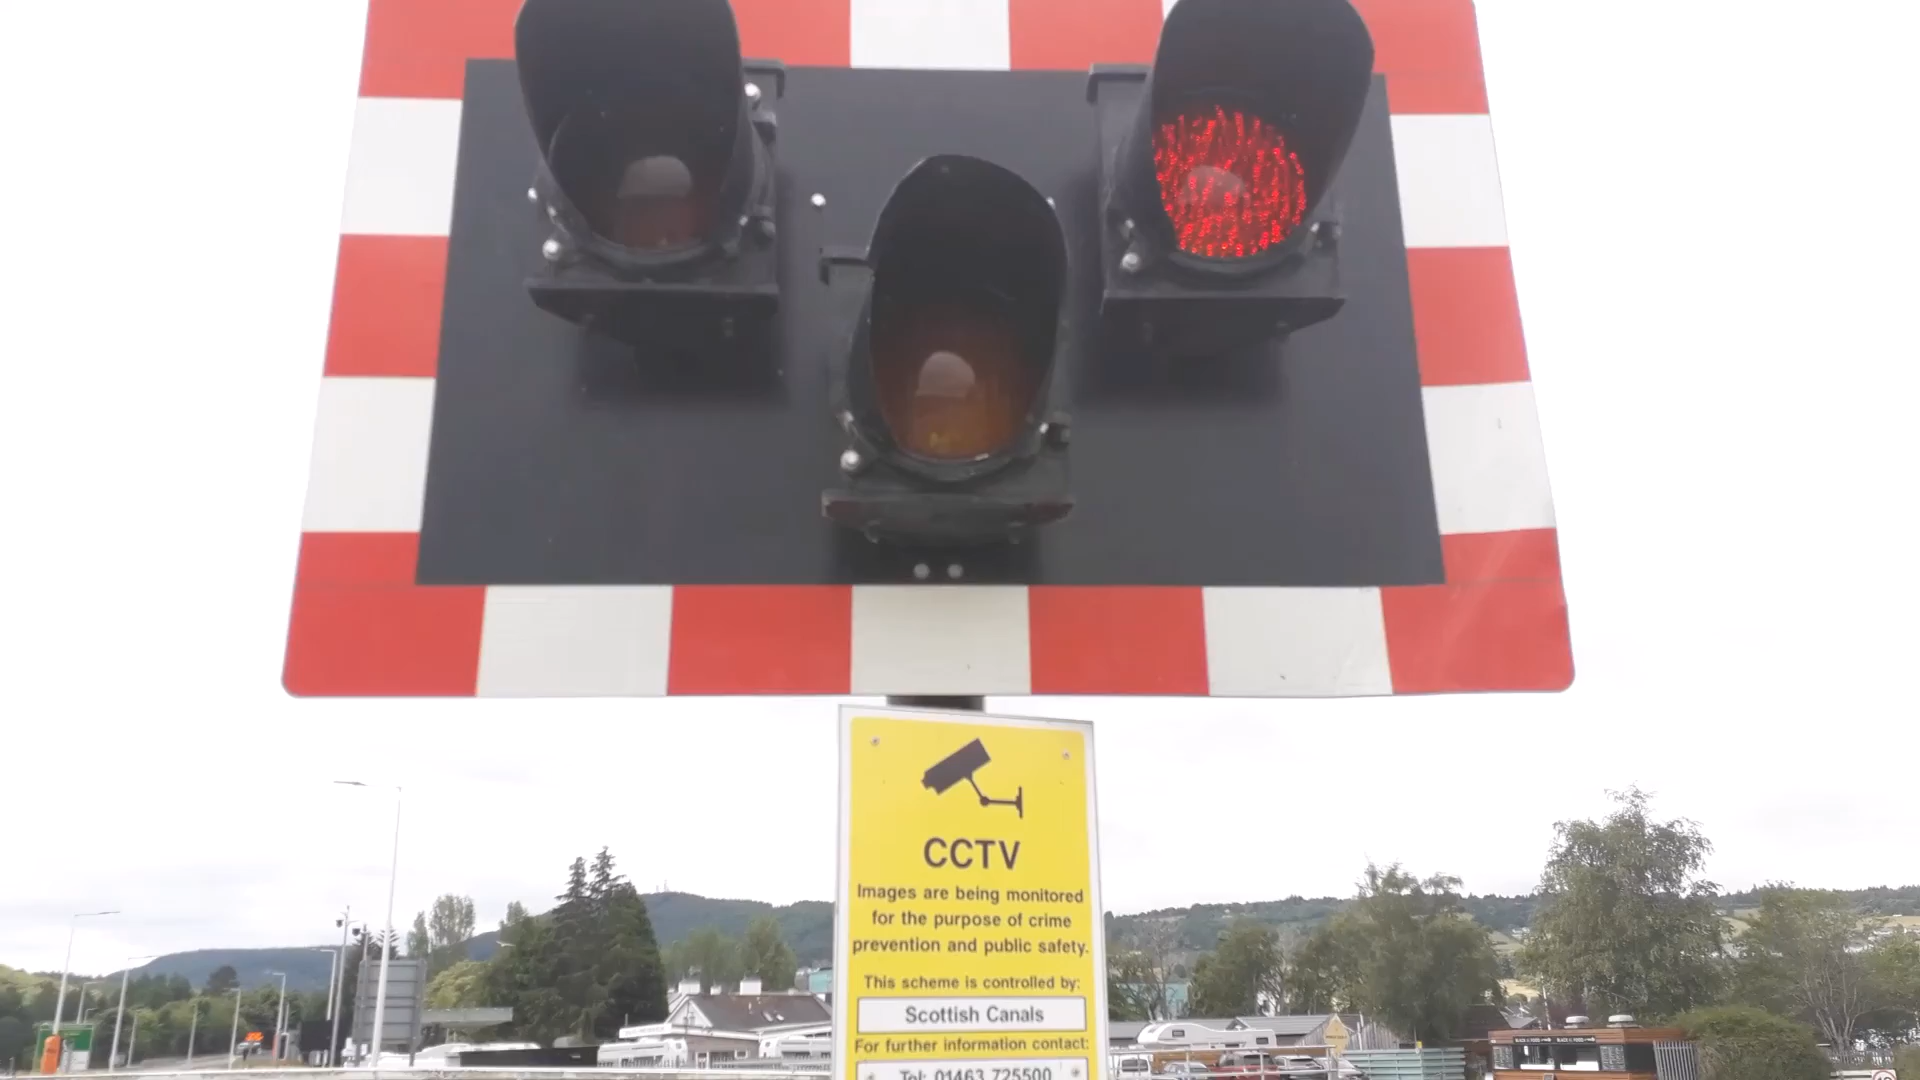 CCTV
Images are being monitored
for the purpose of crime
prevention and public safety.
This scheme is controlled by:
Scottish Canals
For further information contact:
Tel: 01463 725500